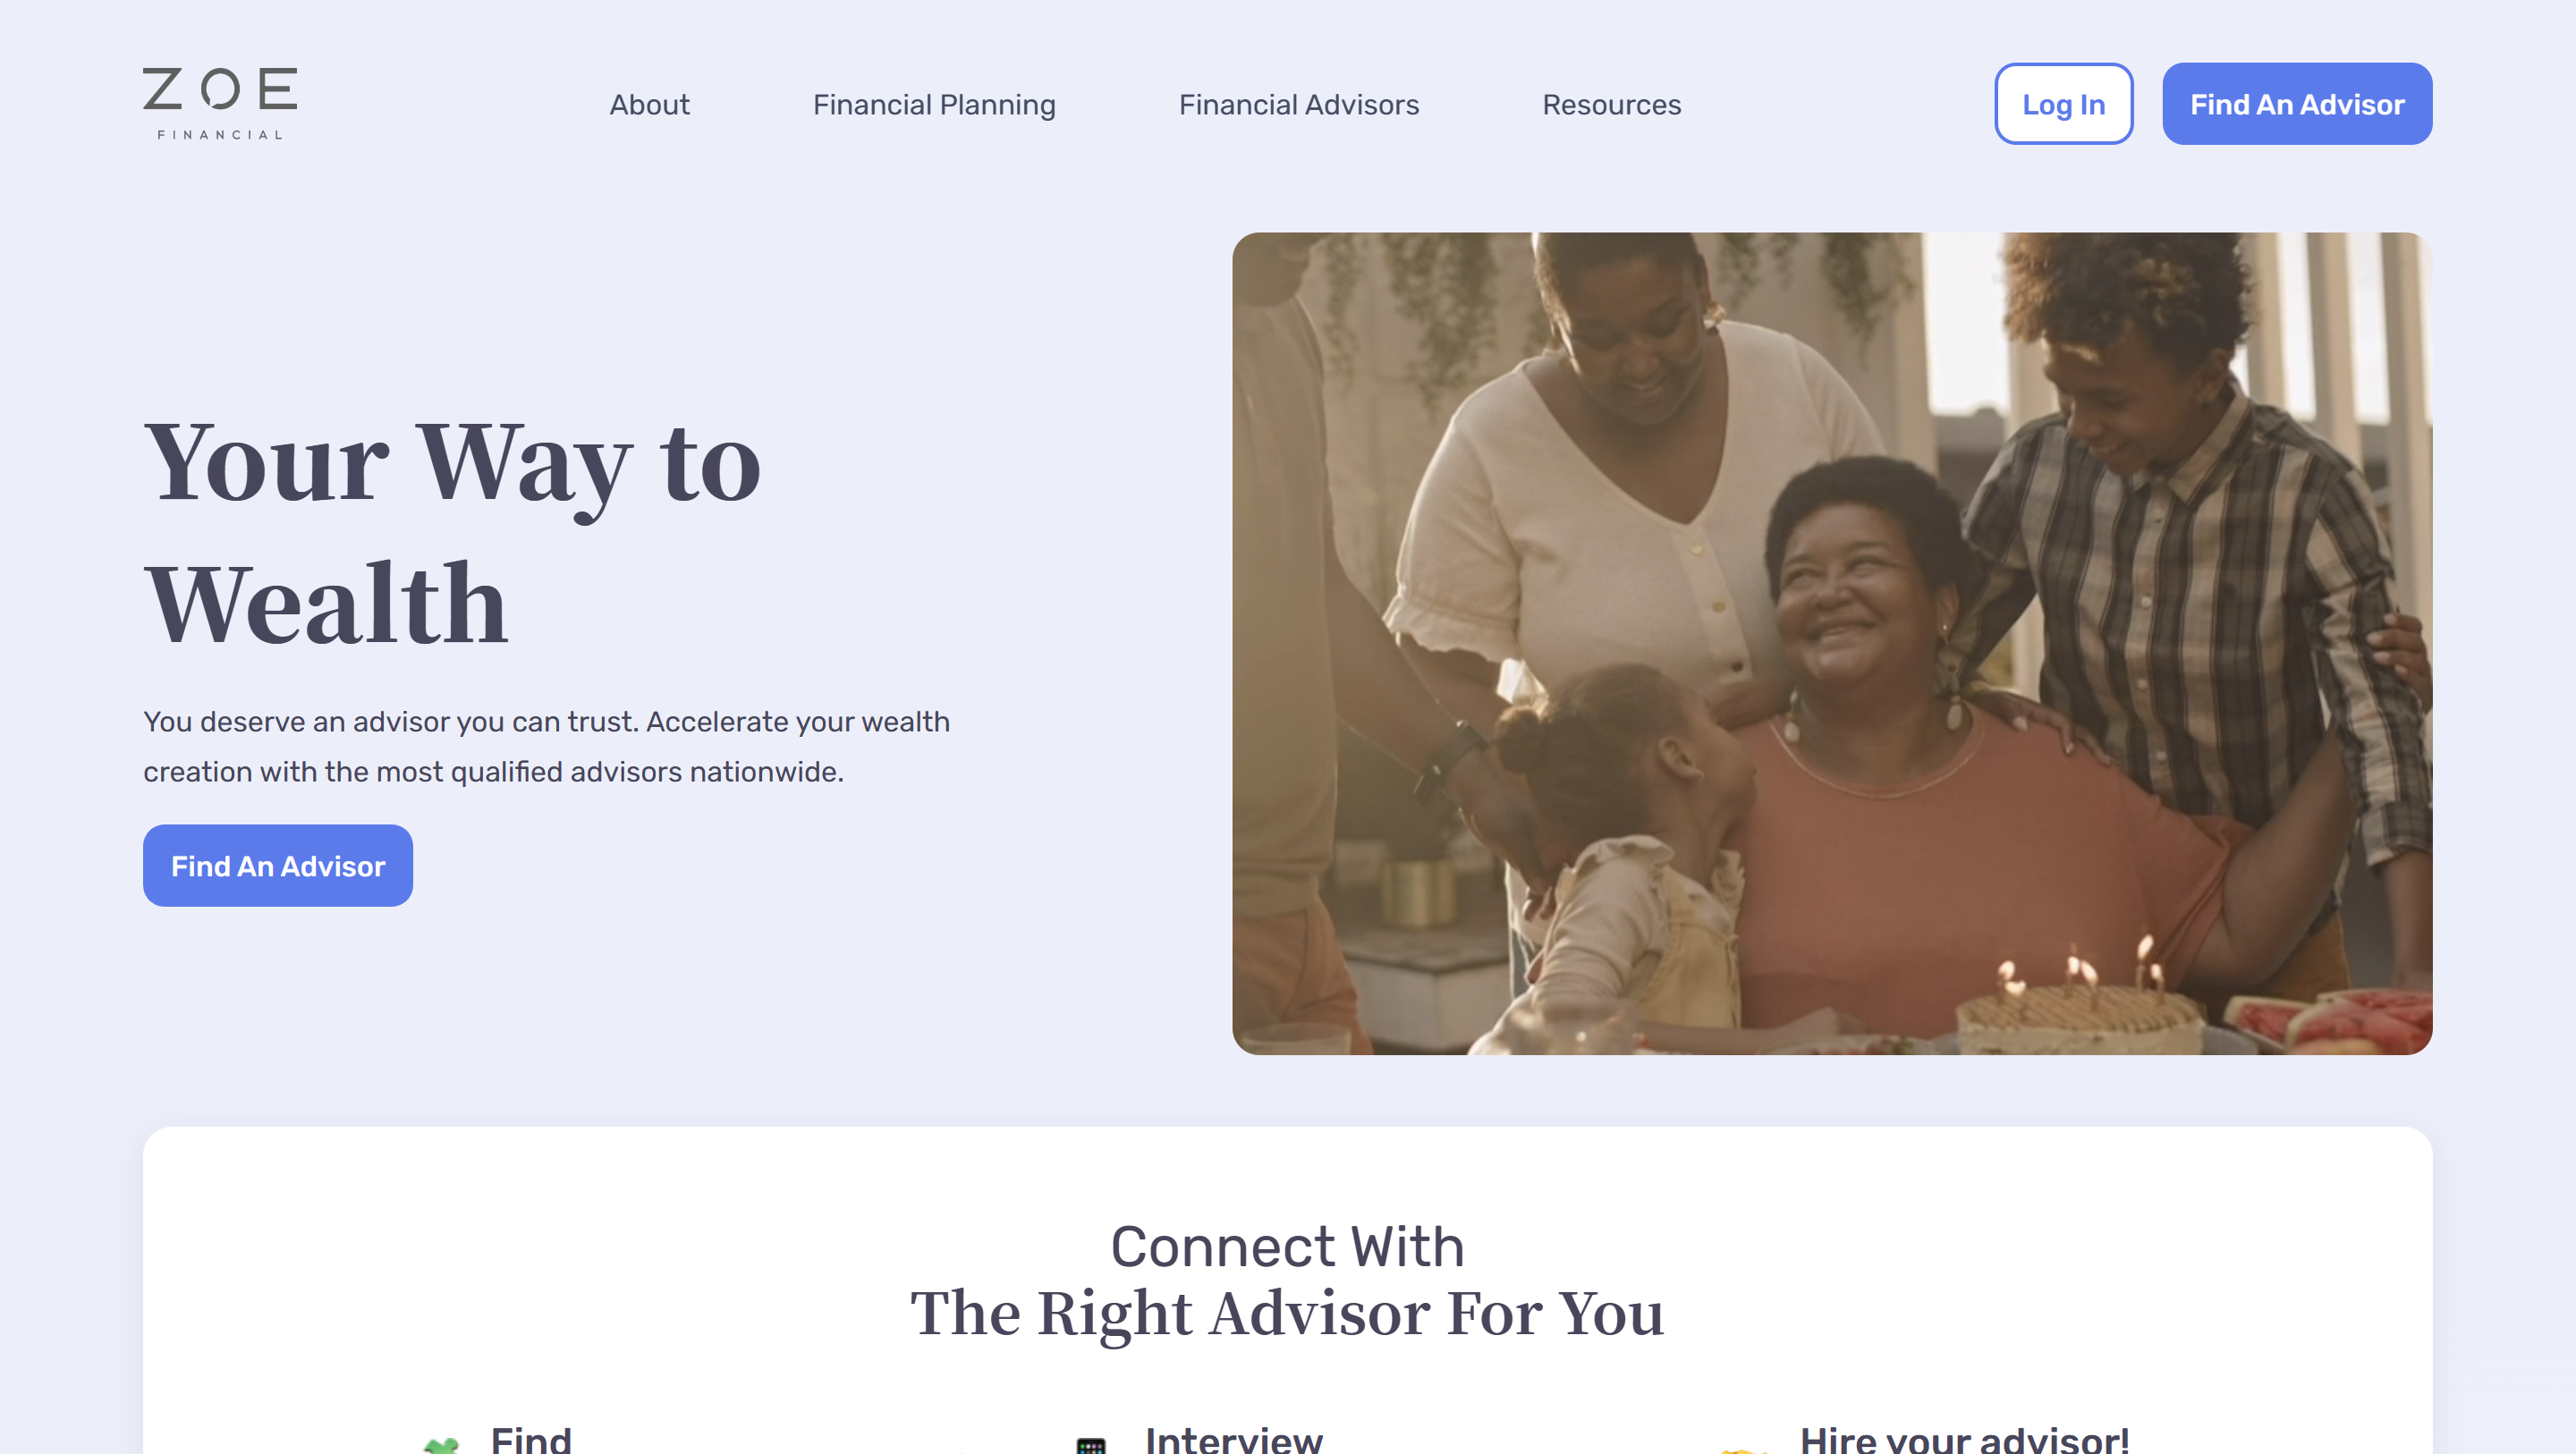 ZOE
FINANCIAL
About
Financial Planning
Financial Advisors
Resources
Log In
Find An Advisor
Your Way to
Wealth
You deserve an advisor you can trust. Accelerate your wealth
creation with the most qualified advisors nationwide.
Find An Advisor
Connect With
The Right Advisor For You
Find
Interview
Hire your advisor!